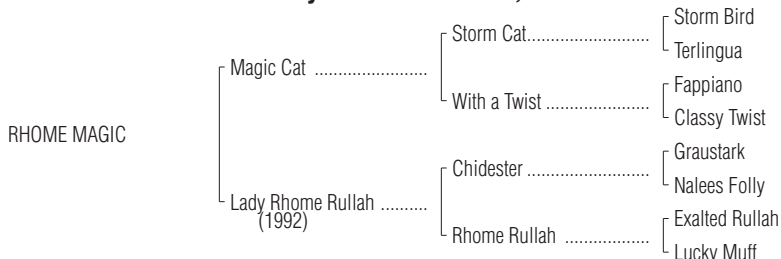 Storm Bird
Storm Cat..........................
Terlingua
Magic Cat ........................
Fappiano
With a Twist ......................
Classy Twist
RHOME MAGIC
Graustark
Chidester ..........................
Nalees Folly
Lady Rhome Rullah ..........
(1992)
Exalted Rullah
Rhome Rullah ..................
Lucky Muff